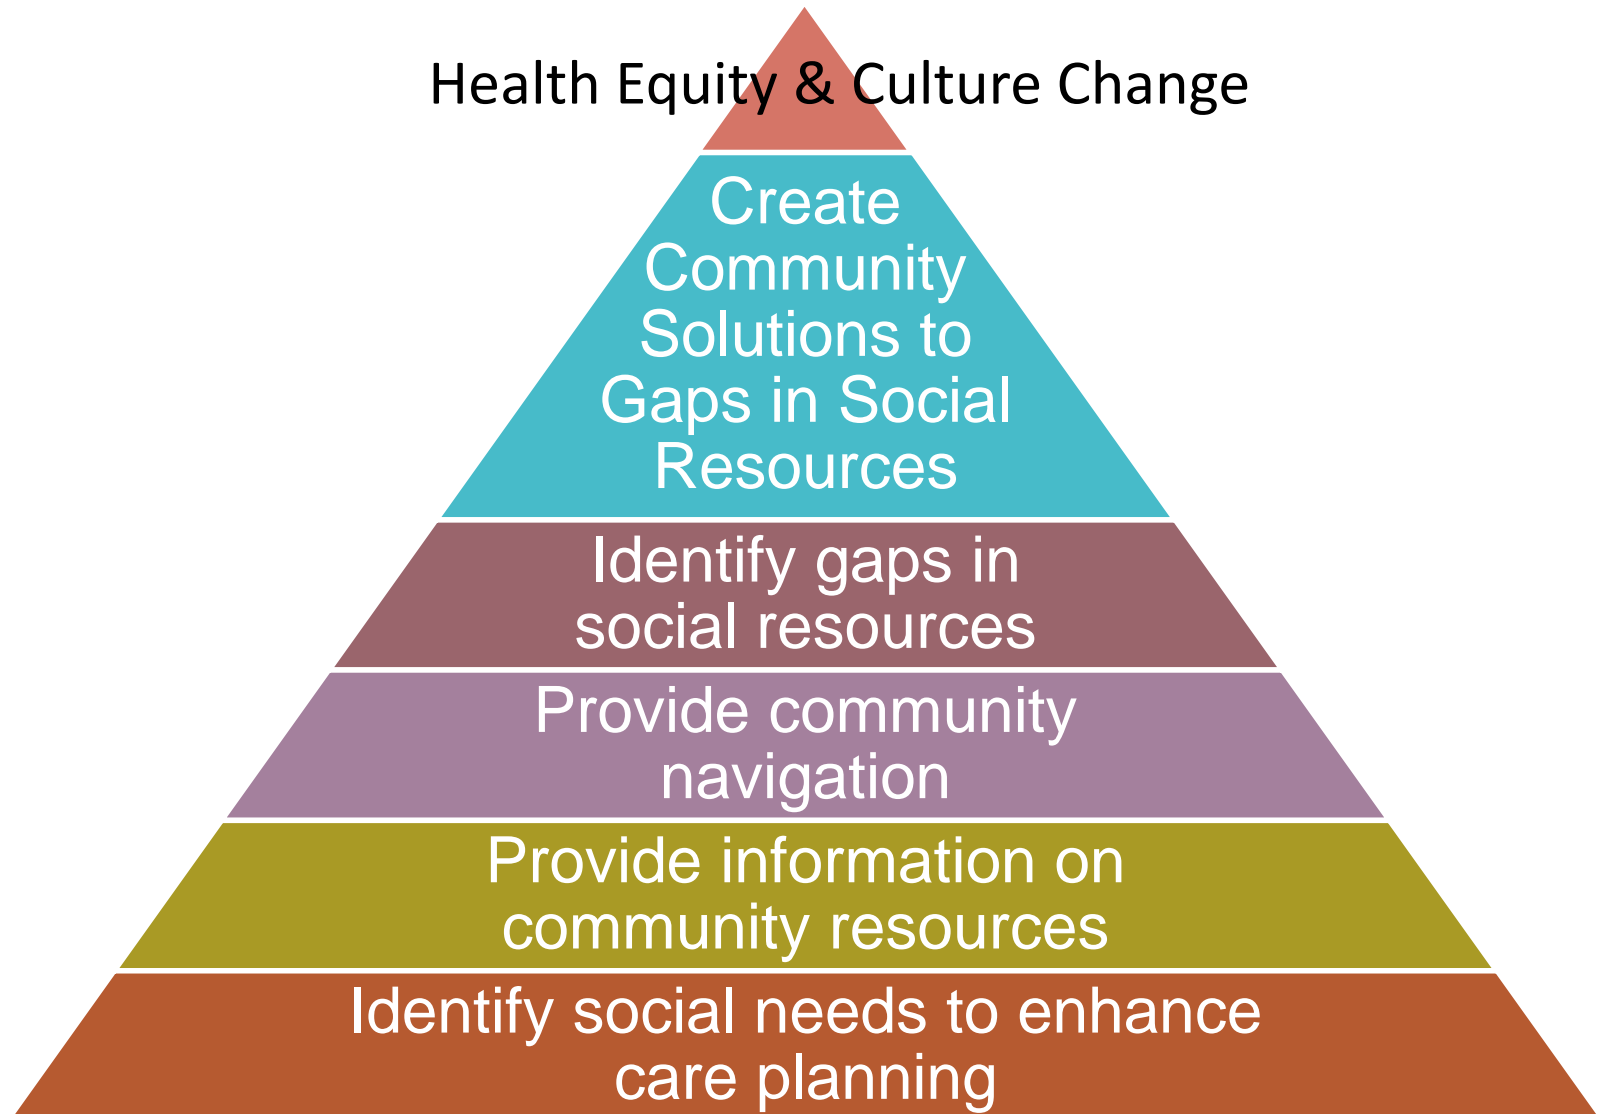 Health Equity & Culture Change
Create
Community
Solutions to
Gaps in Social
Resources
Identify gaps in
social resources
Provide community
navigation
Provide information on
community resources
Identify social needs to enhance
care planning